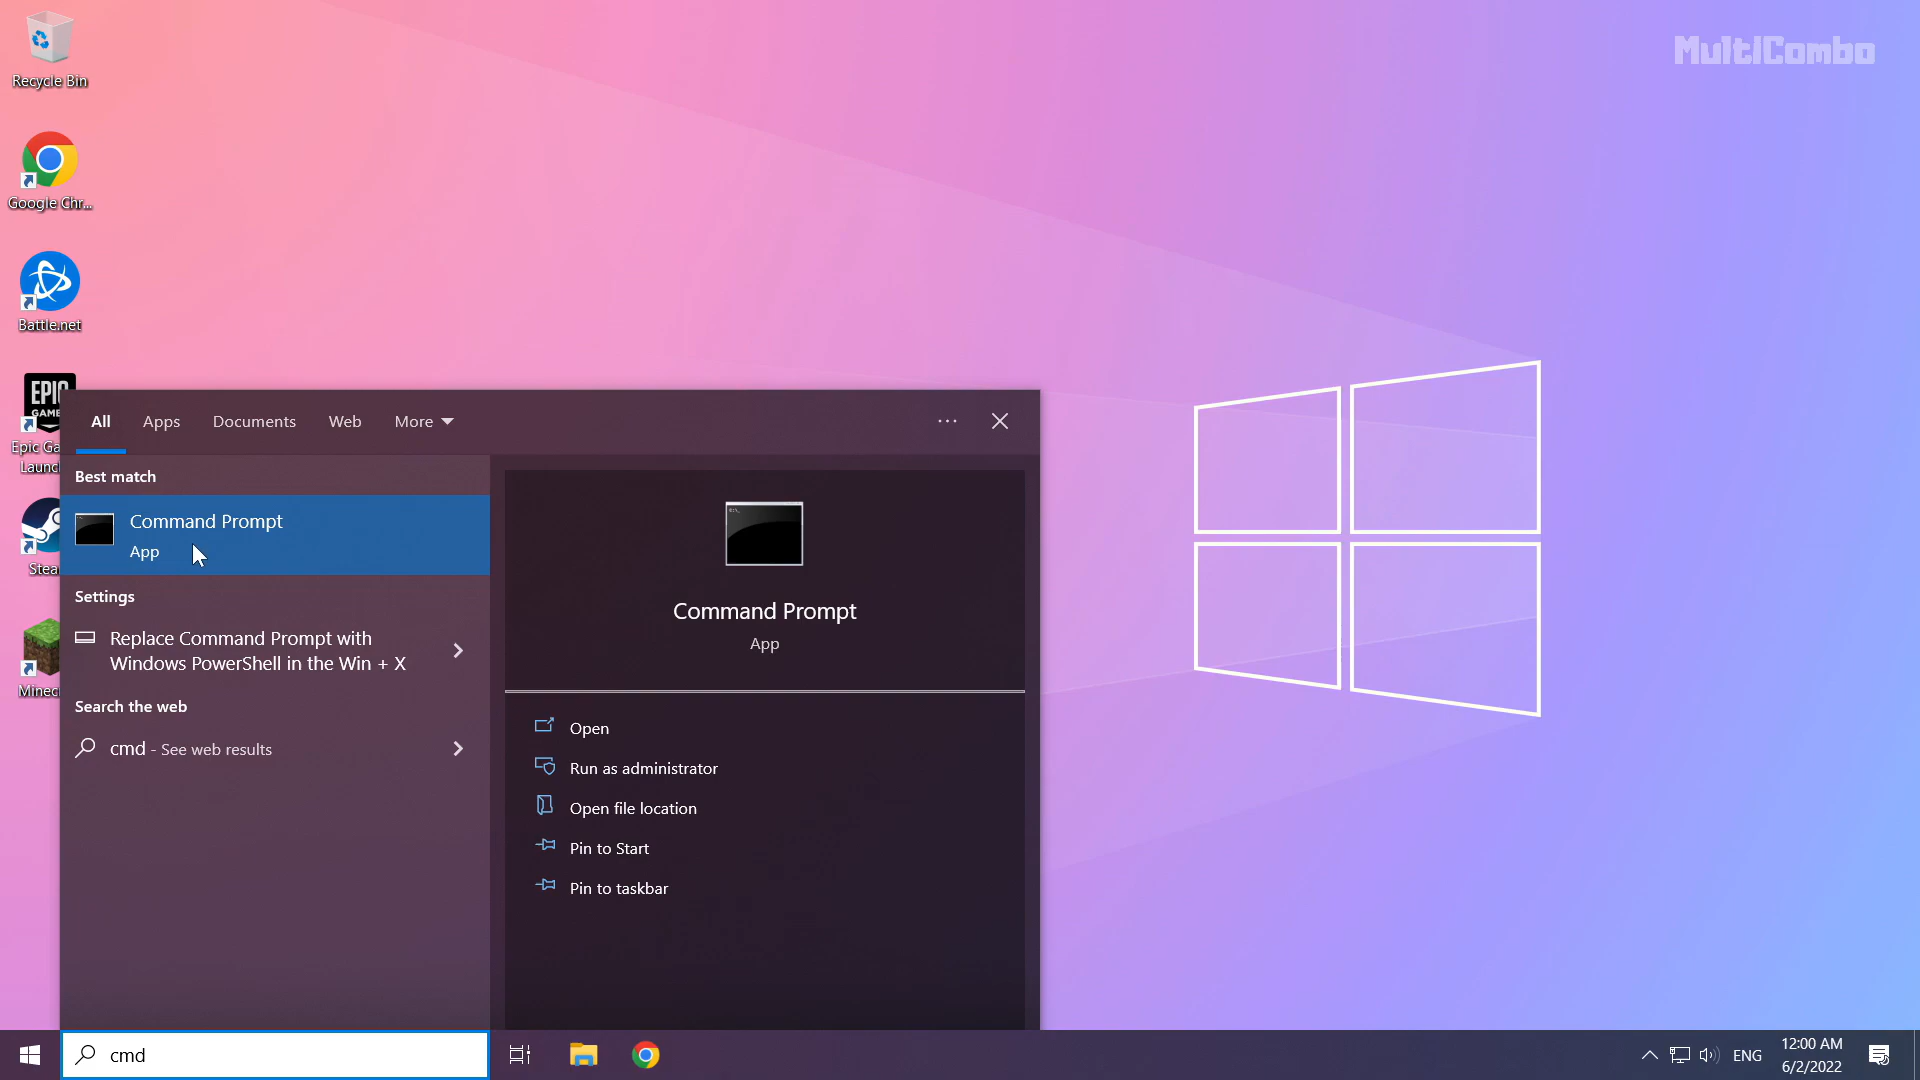 MultiCombo
Recycle Bin
Google Chr...
Battle.net
EPIC
GAM
Epic Ga
Launc
Stea
Minec
All
Apps
Documents
Web
More
Best match
Command Prompt
App
Settings
Replace Command Prompt with
Windows PowerShell in the Win + X
Search the web
cmd - See web results
Command Prompt
App
Open
Run as administrator
Open file location
Pin to Start
Pin to taskbar
cmd
ENG
12:00 AM
6/2/2022